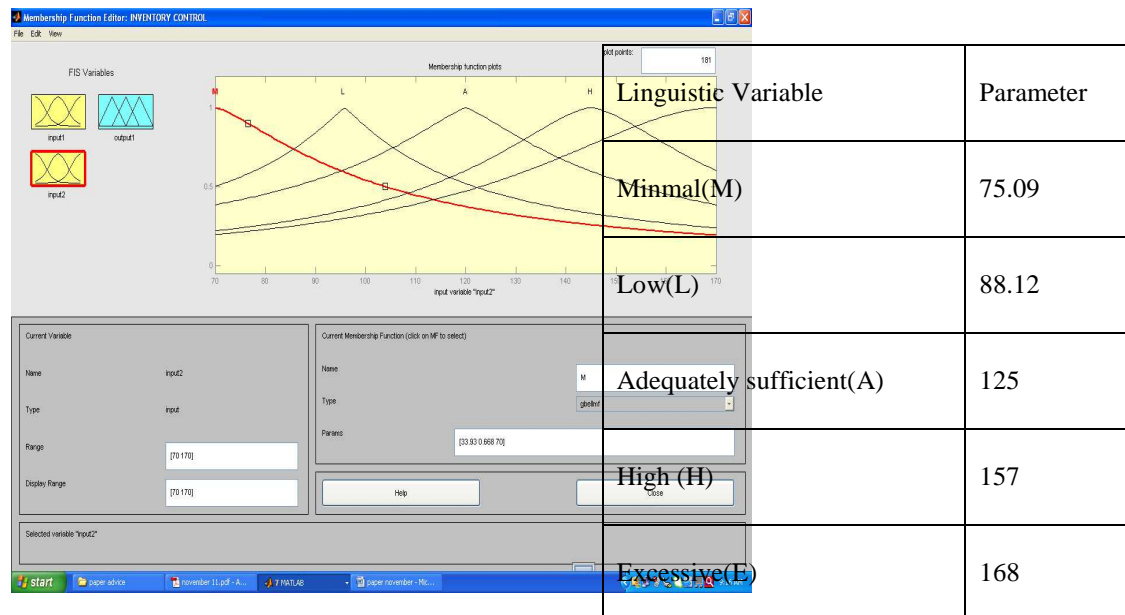 Membership Function Editor: INVENTORY CONTROL
File Edit View
FIS Variables
input1
output1
input2
Membership function plots
plot points:
181
M L A H
1
0.5
0
70 80 90 100 110 120 130 140 170
input variable "input2"
Current Variable
Name input2
Type input
Range [70 170]
Display Range [70 170]
Current Membership Function (click on MF to select)
Name M
Type gbellmf
Params [33.93 0.668 70]
Help
Close
Selected variable "input2"
start
paper advice
november 11.pdf - A...
7 MATLAB
paper november - Mic...
Linguistic Variable Parameter
Minmal(M) 75.09
Low(L) 88.12
Adequately sufficient(A) 125
High (H) 157
Excessive(E) 168